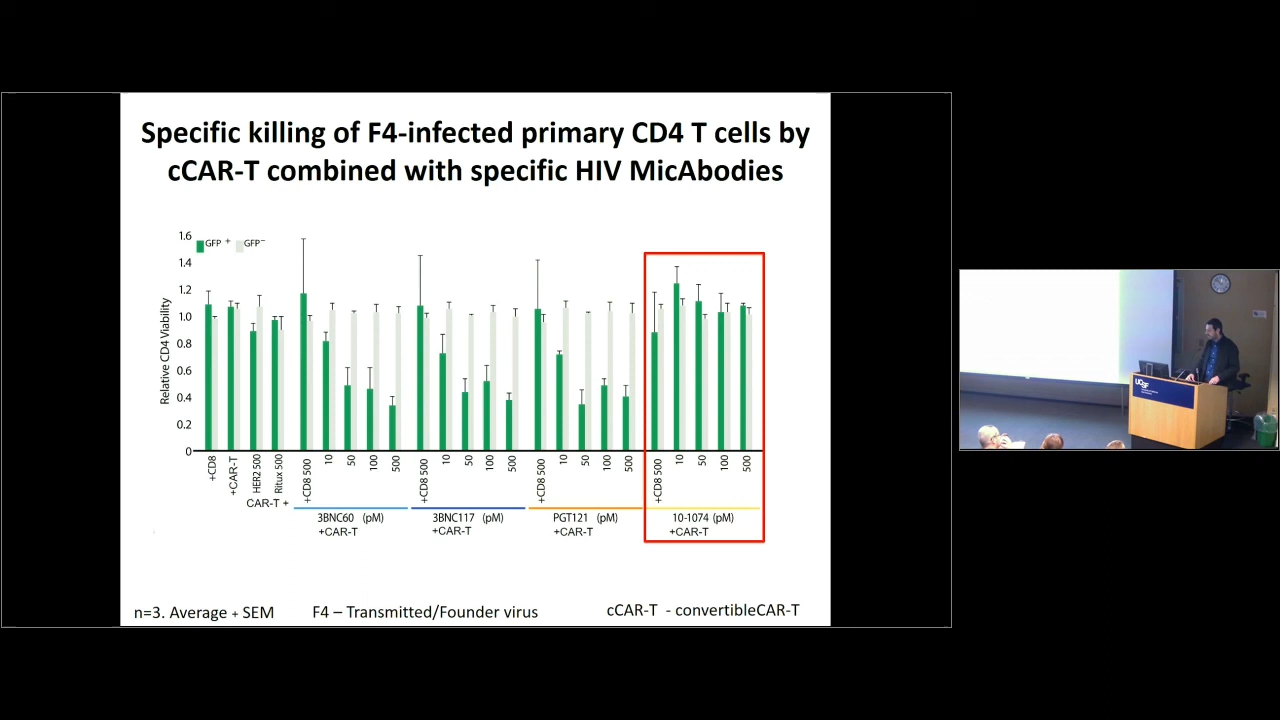 Specific killing of F4-infected primary CD4 T cells by
cCAR-T combined with specific HIV MicAbodies
1.6
1.4
1.2
1.0
0.8
0.6
0.4
0.2
0
Relative CD4 Viability
GFP + GFP−
+CD8
+CAR-T
HER2 500
Ritux 500
CAR-T +
+CD8 500
10
50
100
500
3BNC60 (pM)
+CAR-T
+CD8 500
10
50
100
500
3BNC117 (pM)
+CAR-T
+CD8 500
10
50
100
500
PGT121 (pM)
+CAR-T
+CD8 500
10
50
100
500
10-1074 (pM)
+CAR-T
n=3. Average + SEM
F4 – Transmitted/Founder virus
cCAR-T - convertibleCAR-T
UCSF